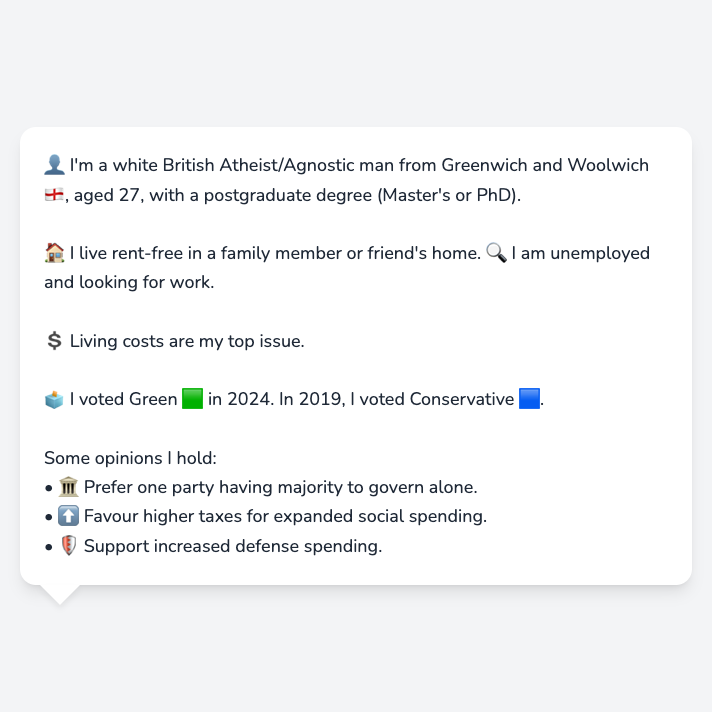 👤 I'm a white British Atheist/Agnostic man from Greenwich and Woolwich
🏴󠁧󠁢󠁥󠁮󠁧󠁿, aged 27, with a postgraduate degree (Master's or PhD).
🏠 I live rent-free in a family member or friend's home. 🔍 I am unemployed
and looking for work.
💲 Living costs are my top issue.
🗳️ I voted Green 🟩 in 2024. In 2019, I voted Conservative 🟦.
Some opinions I hold:
• 🏛️ Prefer one party having majority to govern alone.
• ⬆️ Favour higher taxes for expanded social spending.
• 🛡️ Support increased defense spending.